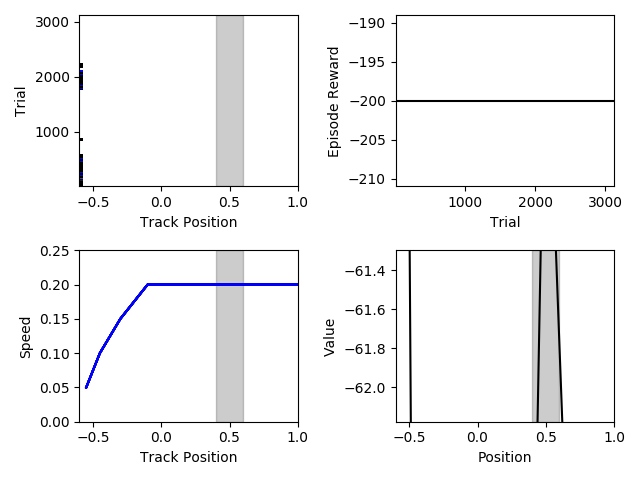 3000
2000
1000
Trial
−0.5 0.0 0.5 1.0
Track Position
−190
−195
−200
−205
−210
Episode Reward
1000 2000 3000
Trial
0.25
0.20
0.15
0.10
0.05
0.00
Speed
−0.5 0.0 0.5 1.0
Track Position
−61.4
−61.6
−61.8
−62.0
Value
−0.5 0.0 0.5 1.0
Position